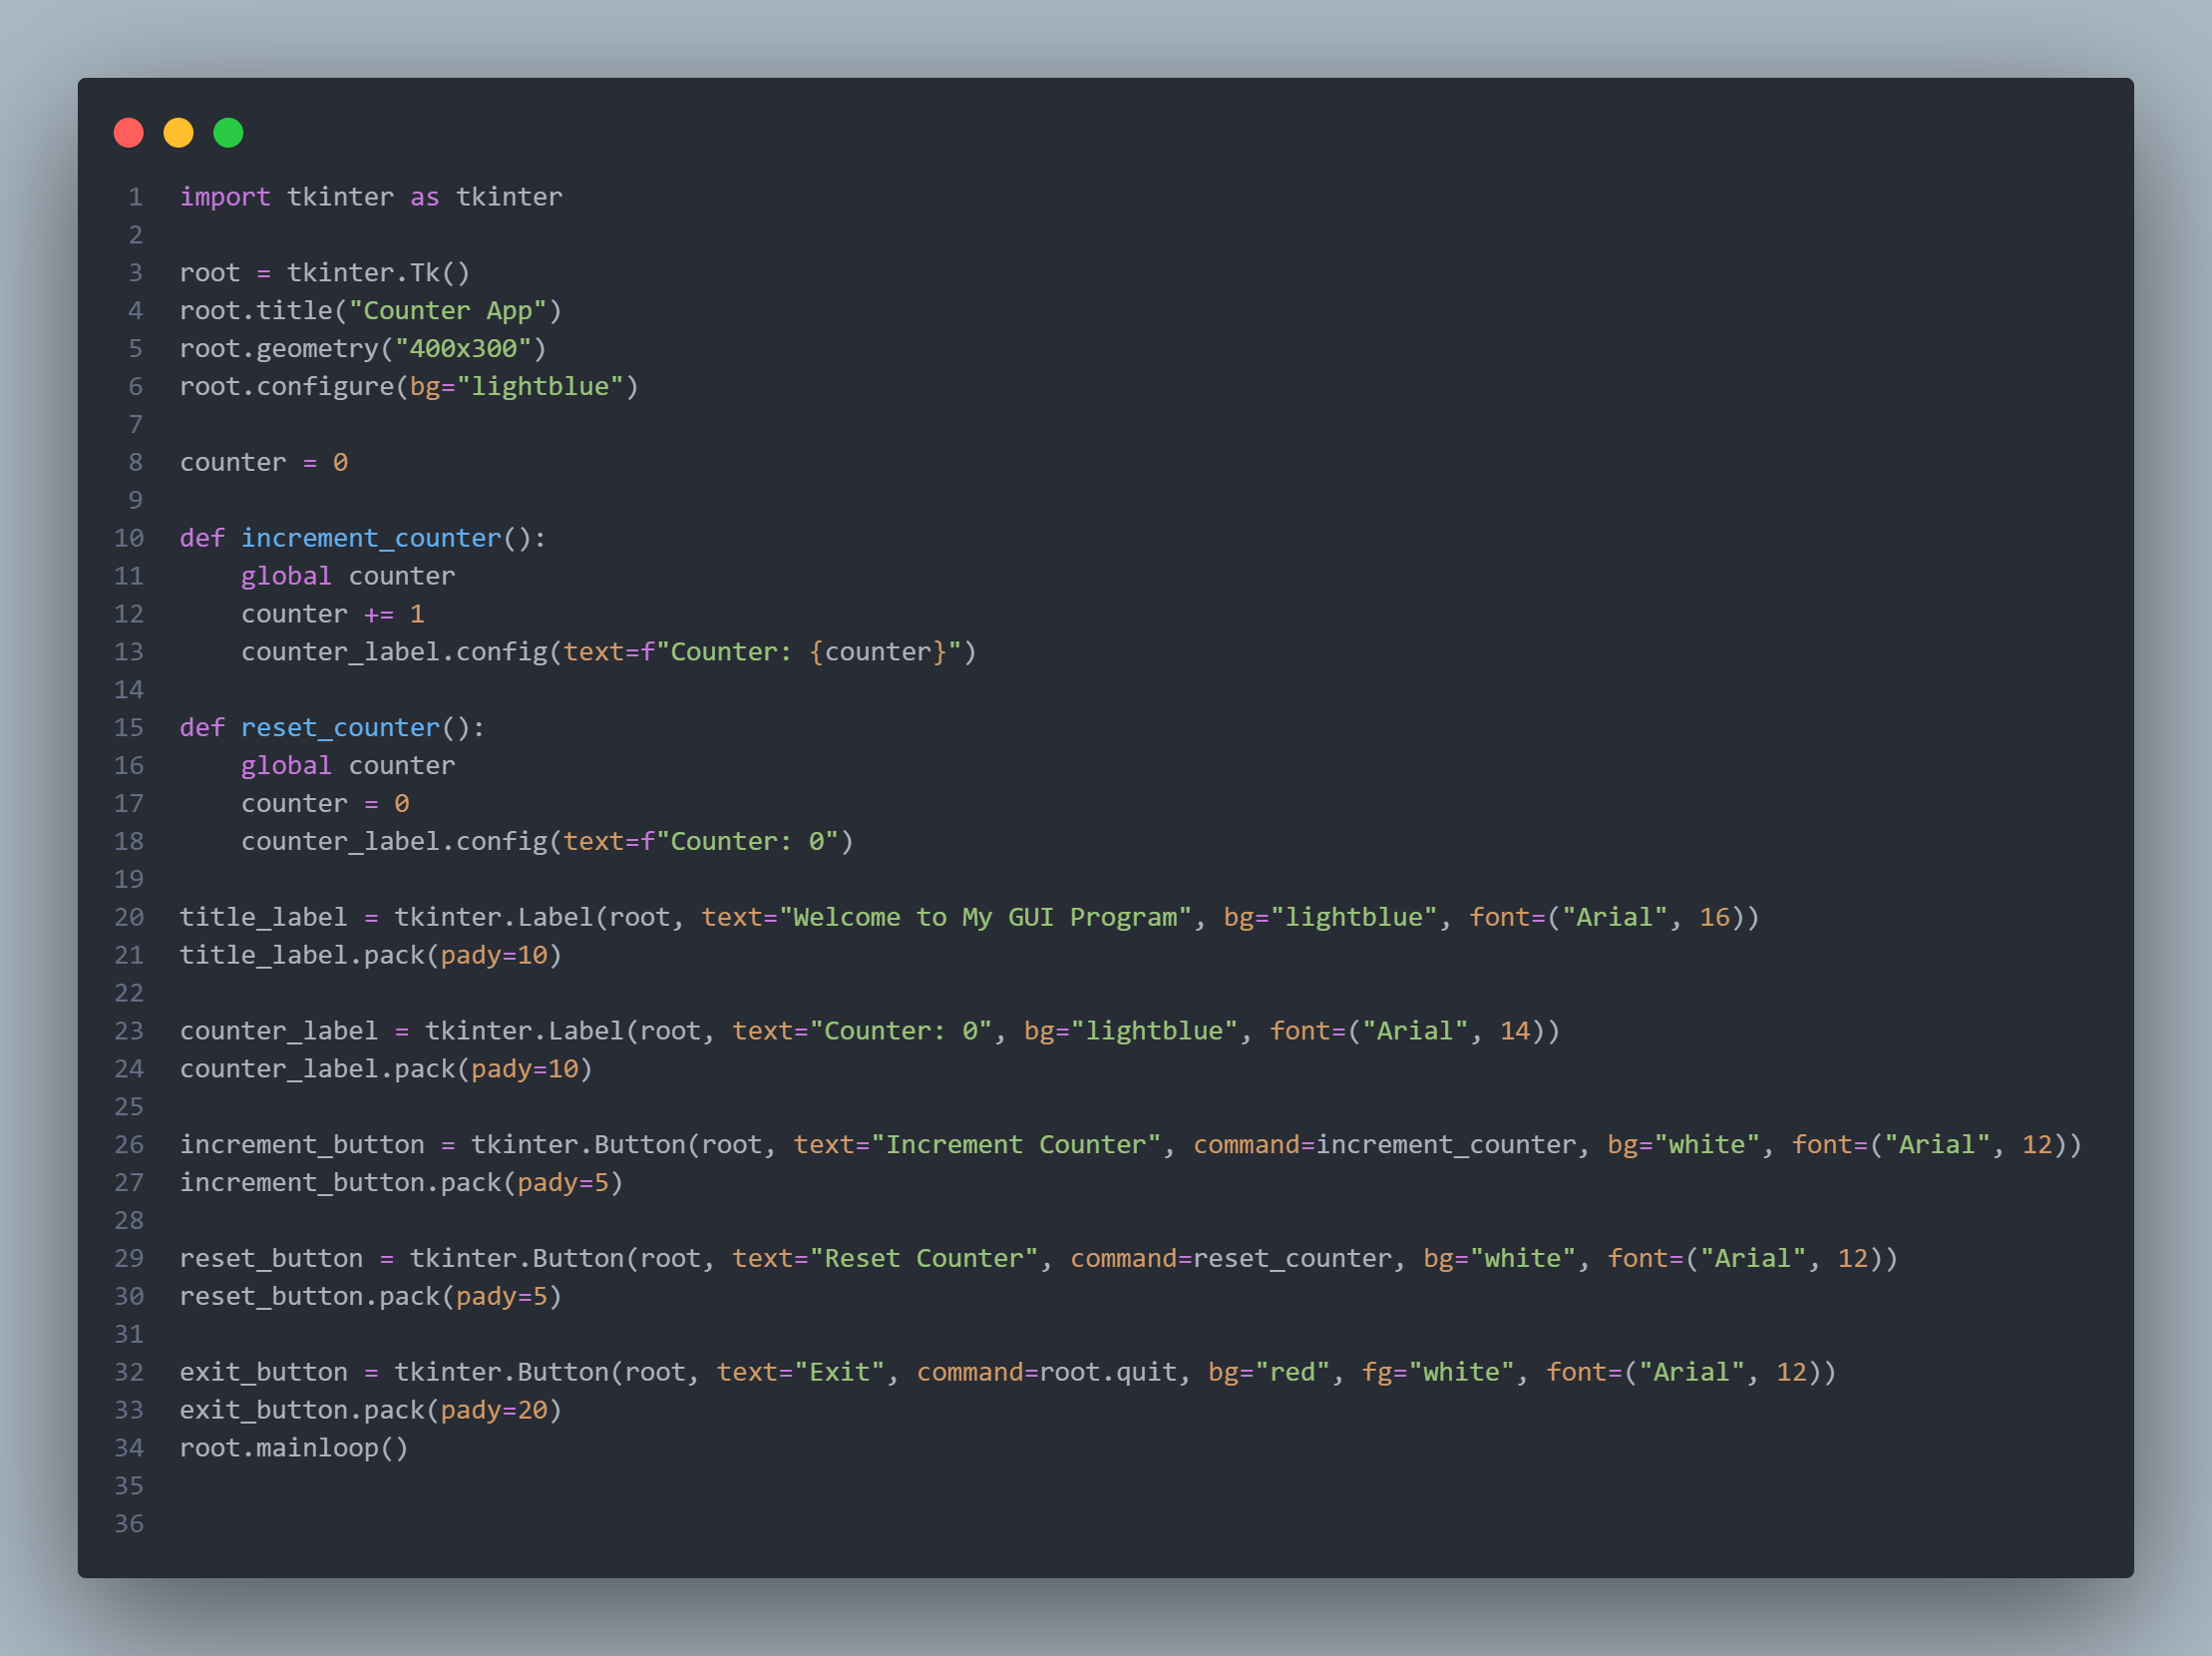 1 import tkinter as tkinter
2
3 root = tkinter.Tk()
4 root.title("Counter App")
5 root.geometry("400x300")
6 root.configure(bg="lightblue")
7
8 counter = 0
9
10 def increment_counter():
11     global counter
12     counter += 1
13     counter_label.config(text=f"Counter: {counter}")
14
15 def reset_counter():
16     global counter
17     counter = 0
18     counter_label.config(text=f"Counter: 0")
19
20 title_label = tkinter.Label(root, text="Welcome to My GUI Program", bg="lightblue", font=("Arial", 16))
21 title_label.pack(pady=10)
22
23 counter_label = tkinter.Label(root, text="Counter: 0", bg="lightblue", font=("Arial", 14))
24 counter_label.pack(pady=10)
25
26 increment_button = tkinter.Button(root, text="Increment Counter", command=increment_counter, bg="white", font=("Arial", 12))
27 increment_button.pack(pady=5)
28
29 reset_button = tkinter.Button(root, text="Reset Counter", command=reset_counter, bg="white", font=("Arial", 12))
30 reset_button.pack(pady=5)
31
32 exit_button = tkinter.Button(root, text="Exit", command=root.quit, bg="red", fg="white", font=("Arial", 12))
33 exit_button.pack(pady=20)
34 root.mainloop()
35
36